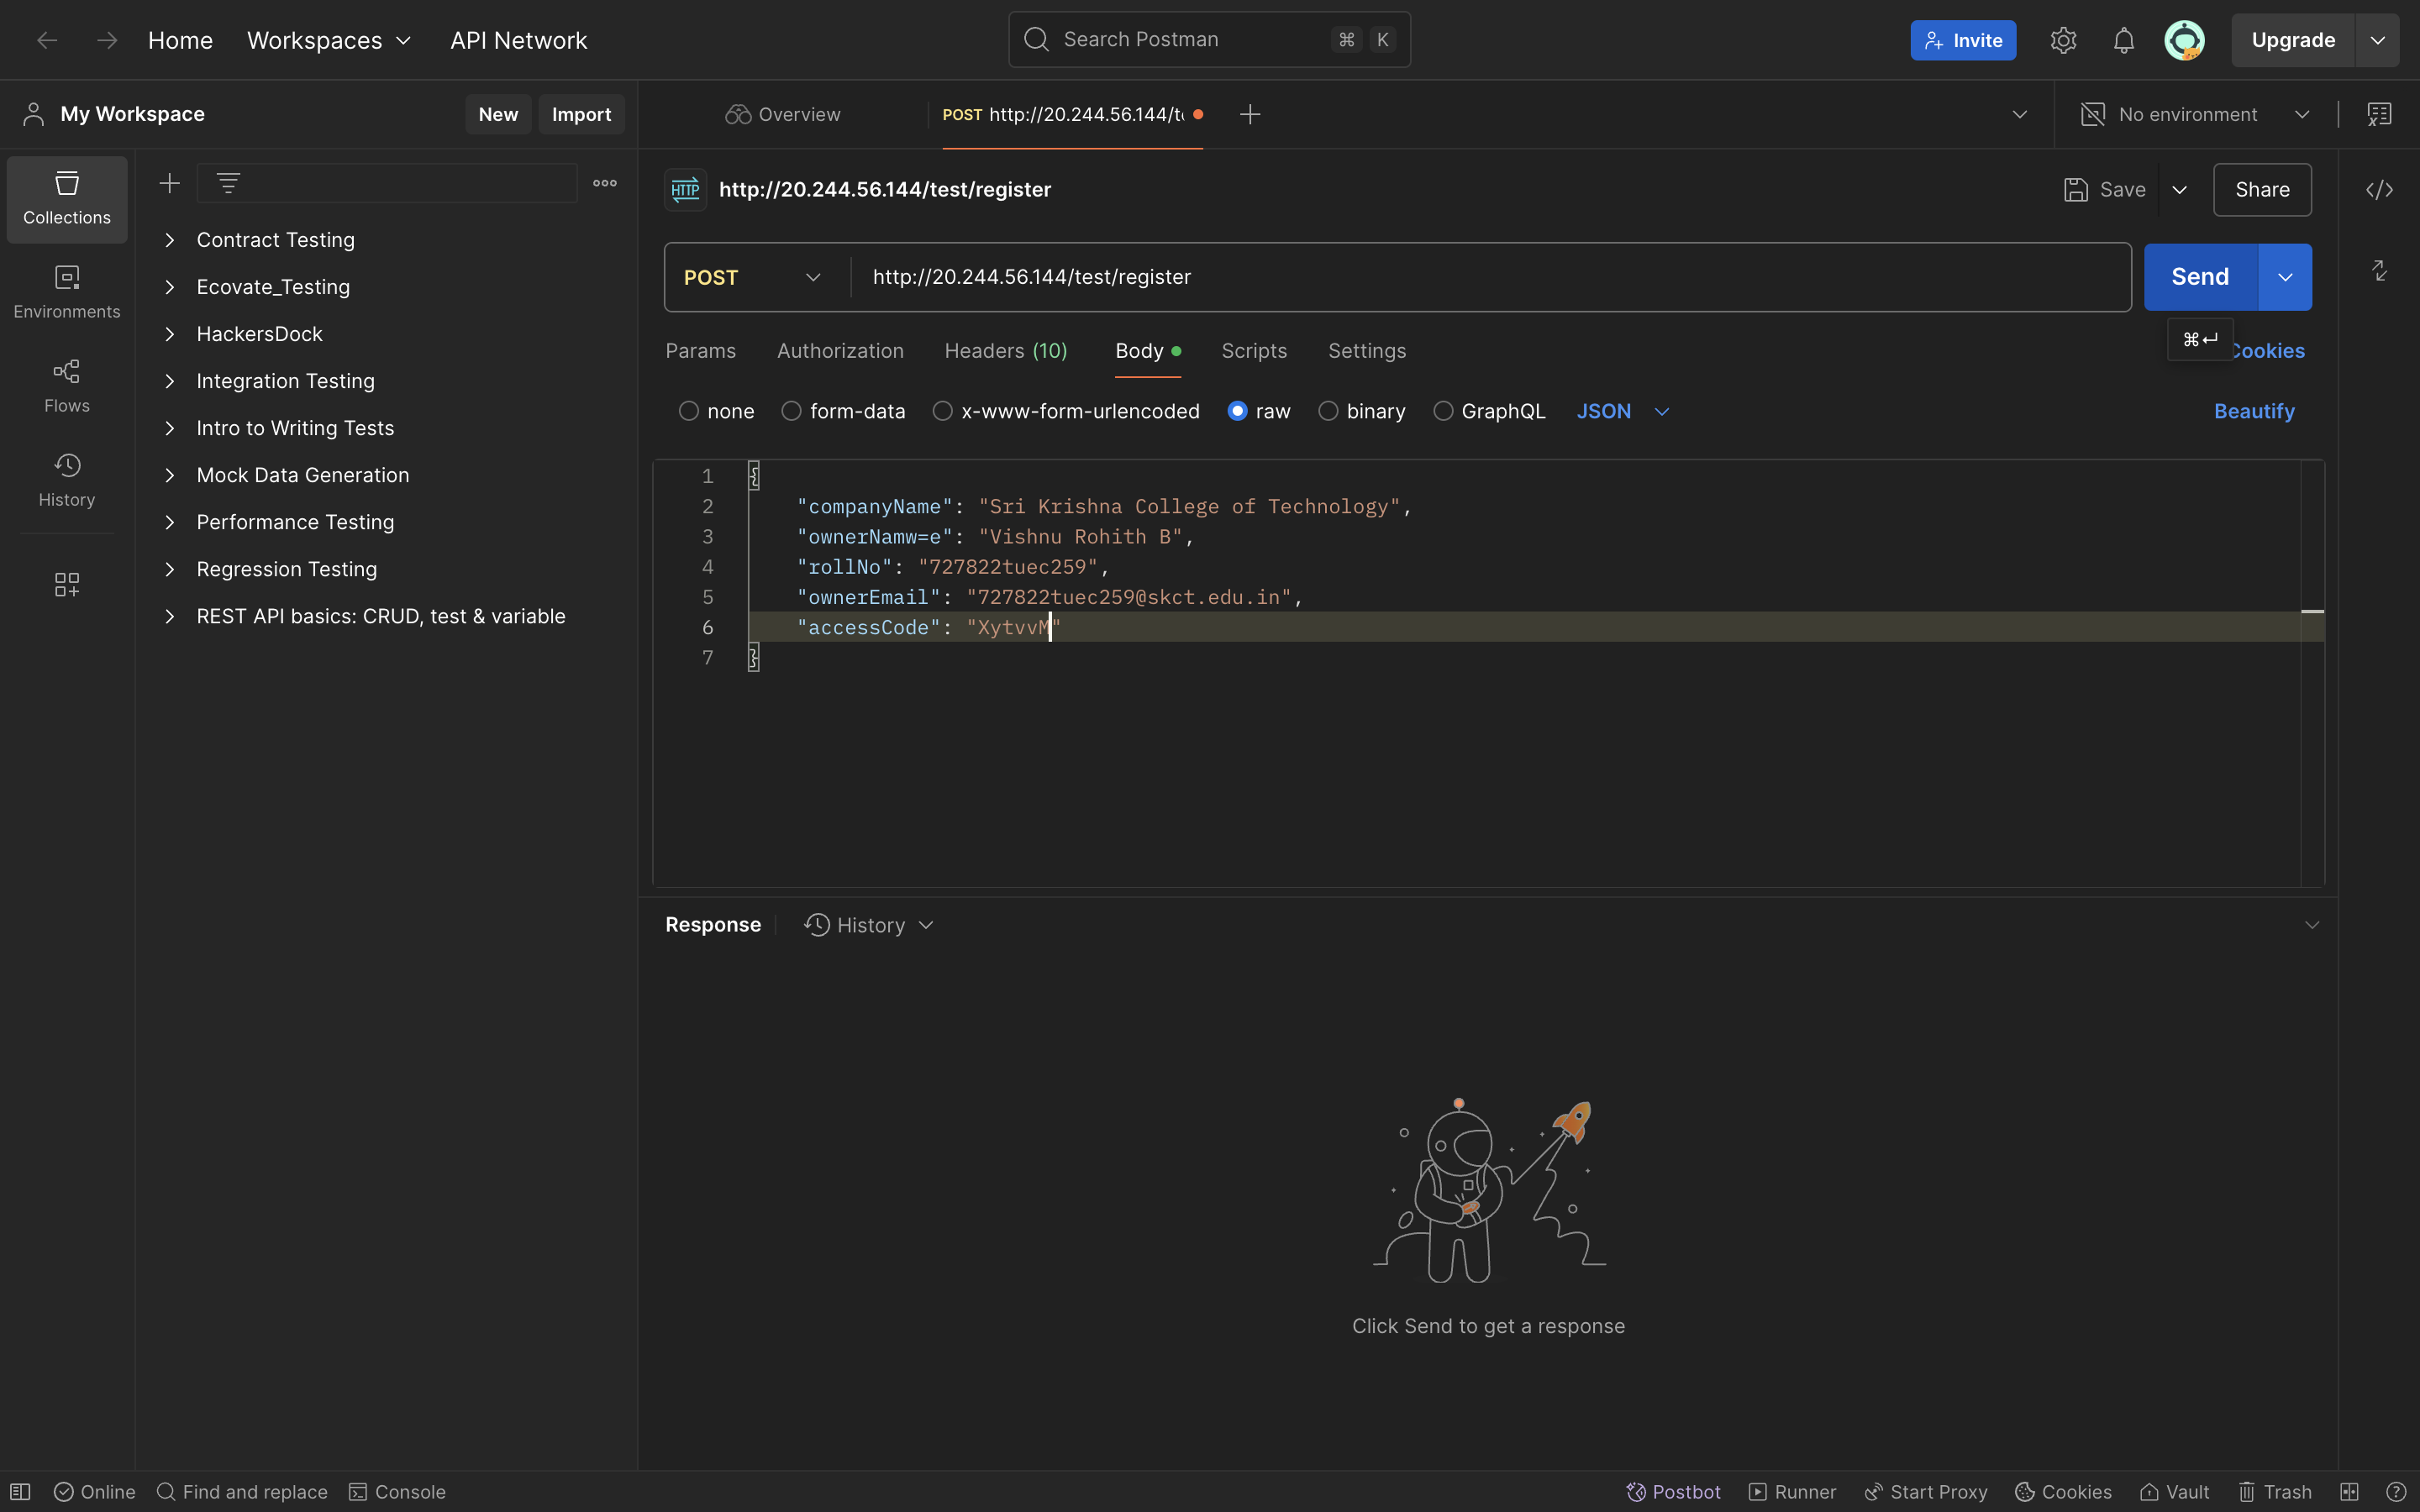 Home Workspaces API Network Search Postman ⌘ K Invite Upgrade
My Workspace New Import Overview POST http://20.244.56.144/t No environment
Collections
Environments
Flows
History
Contract Testing
Ecovate_Testing
HackersDock
Integration Testing
Intro to Writing Tests
Mock Data Generation
Performance Testing
Regression Testing
REST API basics: CRUD, test & variable
HTTP http://20.244.56.144/test/register Save Share
POST http://20.244.56.144/test/register Send
⌘↵
Params Authorization Headers (10) Body Scripts Settings Cookies
none form-data x-www-form-urlencoded raw binary GraphQL JSON Beautify
1 {
2 "companyName": "Sri Krishna College of Technology",
3 "ownerNamw=e": "Vishnu Rohith B",
4 "rollNo": "727822tuec259",
5 "ownerEmail": "727822tuec259@skct.edu.in",
6 "accessCode": "XytvvM"
7 }
Response History
Click Send to get a response
Online Find and replace Console Postbot Runner Start Proxy Cookies Vault Trash